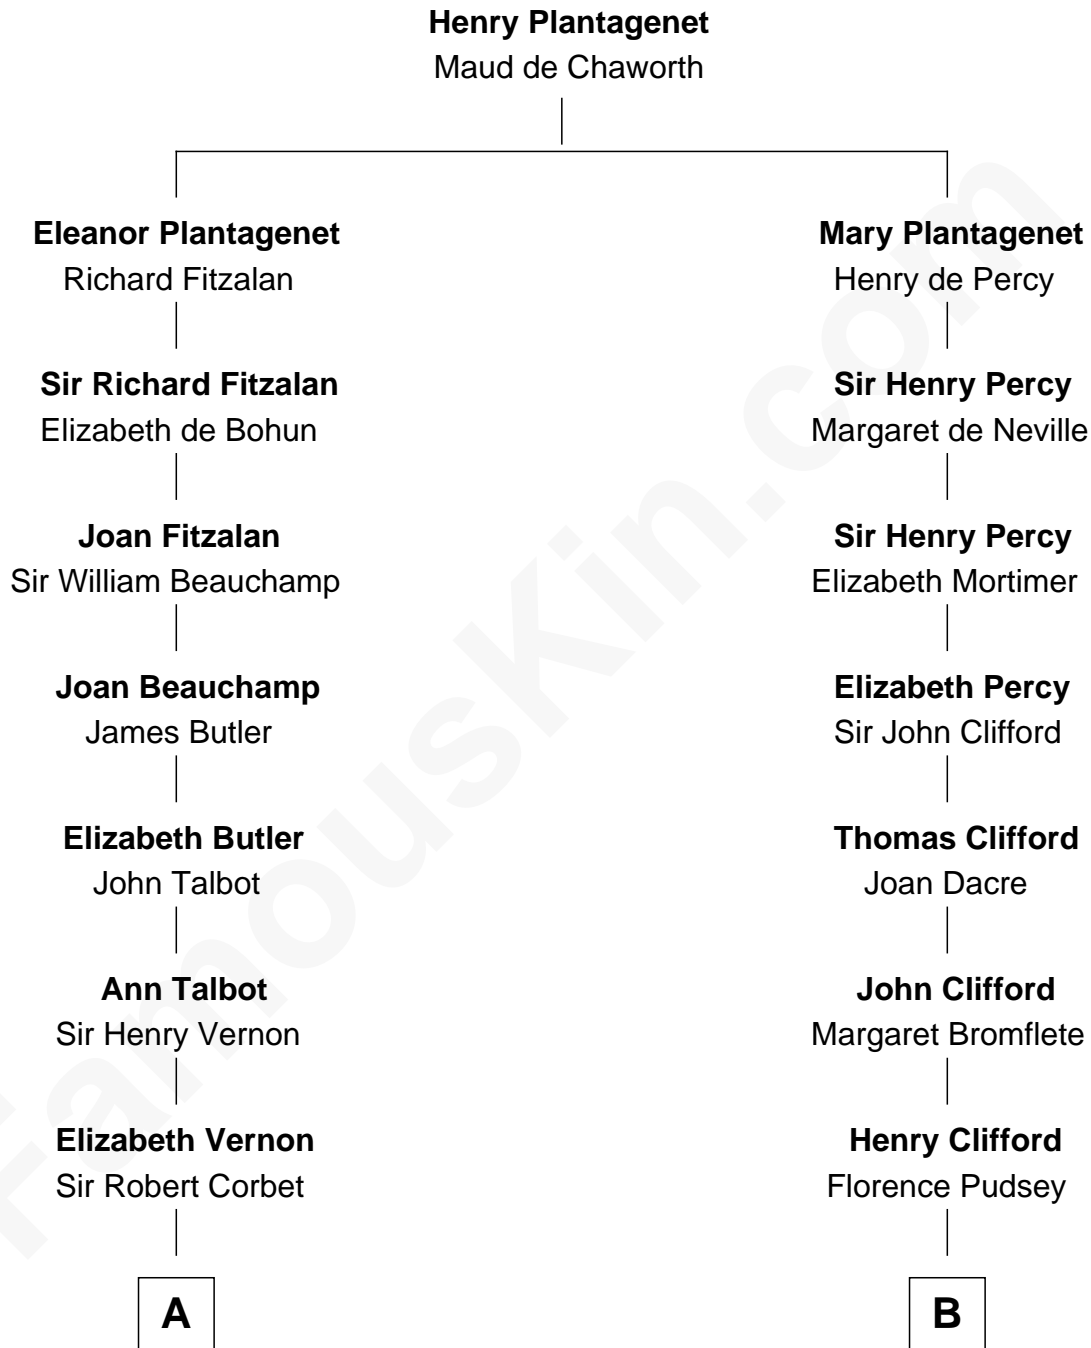 Henry Plantagenet
Maud de Chaworth
Eleanor Plantagenet
Richard Fitzalan
Mary Plantagenet
Henry de Percy
Sir Richard Fitzalan
Elizabeth de Bohun
Sir Henry Percy
Margaret de Neville
Joan Fitzalan
Sir William Beauchamp
Sir Henry Percy
Elizabeth Mortimer
Joan Beauchamp
James Butler
Elizabeth Percy
Sir John Clifford
Elizabeth Butler
John Talbot
Thomas Clifford
Joan Dacre
Ann Talbot
Sir Henry Vernon
John Clifford
Margaret Bromflete
Elizabeth Vernon
Sir Robert Corbet
Henry Clifford
Florence Pudsey
A
B
FamousKin.com